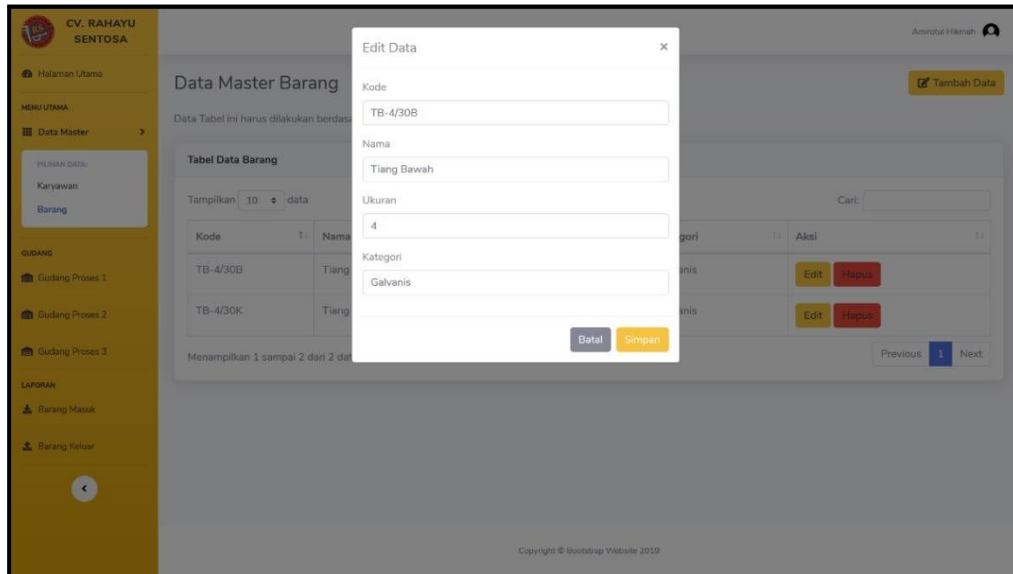 CV. RAHAYU
SENTOSA
Amirotul Hikmah
Halaman Utama
MENU UTAMA
Data Master
PILIHAN DATA:
Karyawan
Barang
GUDANG
Gudang Proses 1
Gudang Proses 2
Gudang Proses 3
LAPORAN
Barang Masuk
Barang Keluar
Data Master Barang
Tambah Data
Data Tabel ini harus dilakukan berdasa
Tabel Data Barang
Tampilkan 10 data
Cari:
Kode Nama gori Aksi
TB-4/30B Tiang anis Edit Hapus
TB-4/30K Tiang anis Edit Hapus
Menampilkan 1 sampai 2 dari 2 dat
Previous 1 Next
Edit Data ×
Kode
TB-4/30B
Nama
Tiang Bawah
Ukuran
4
Kategori
Galvanis
Batal Simpan
Copyright © Bootstrap Website 2019